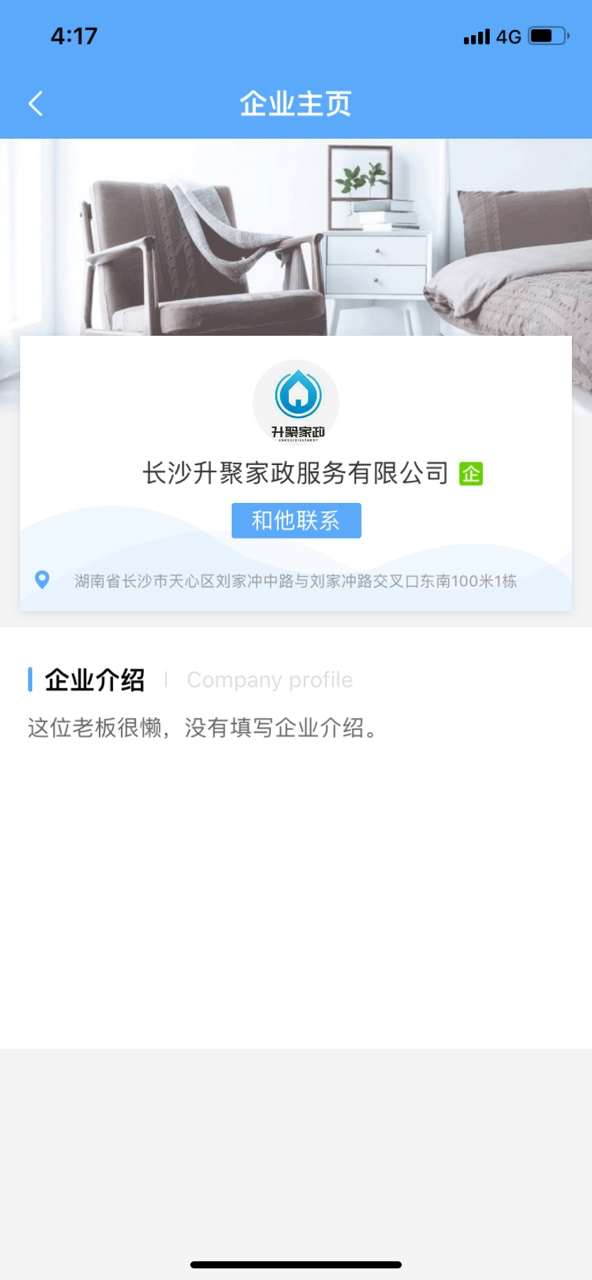 4:17
4G
企业主页
升聚家政
长沙升聚家政服务有限公司 企
和他联系
湖南省长沙市天心区刘家冲中路与刘家冲路交叉口东南100米1栋
企业介绍 | Company profile
这位老板很懒，没有填写企业介绍。